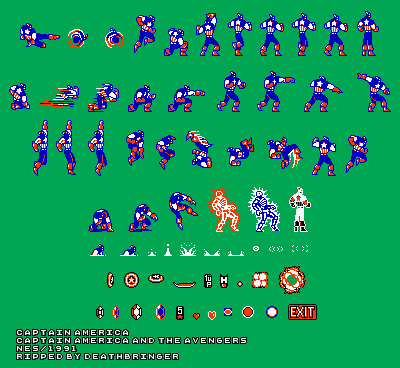 EXIT
CAPTAIN AMERICA
CAPTAIN AMERICA AND THE AVENGERS
NES/1991
RIPPED BY DEATHBRINGER